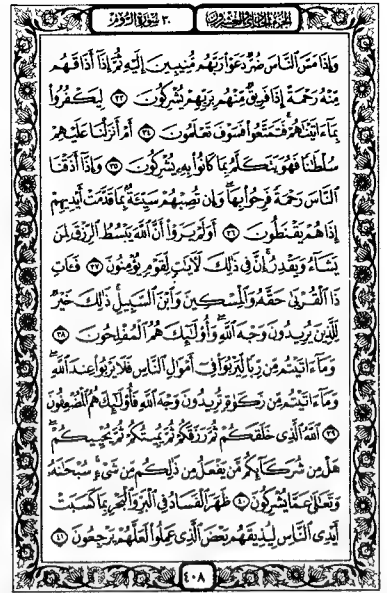 الجزء الحادي والعشرون
٣٠ سورة الروم
وَإِذَا مَسَّ النَّاسَ ضُرٌّ دَعَوْا رَبَّهُم مُّنِيبِينَ إِلَيْهِ ثُمَّ إِذَا أَذَاقَهُم
مِّنْهُ رَحْمَةً إِذَا فَرِيقٌ مِّنْهُم بِرَبِّهِمْ يُشْرِكُونَ ٣٣ لِيَكْفُرُوا
بِمَا ءَاتَيْنَاهُمْ فَتَمَتَّعُوا فَسَوْفَ تَعْلَمُونَ ٣٤ أَمْ أَنزَلْنَا عَلَيْهِمْ
سُلْطَانًا فَهُوَ يَتَكَلَّمُ بِمَا كَانُوا بِهِ يُشْرِكُونَ ٣٥ وَإِذَا أَذَقْنَا
النَّاسَ رَحْمَةً فَرِحُوا بِهَا وَإِن تُصِبْهُمْ سَيِّئَةٌ بِمَا قَدَّمَتْ أَيْدِيهِمْ
إِذَا هُمْ يَقْنَطُونَ ٣٦ أَوَلَمْ يَرَوْا أَنَّ اللَّهَ يَبْسُطُ الرِّزْقَ لِمَن
يَشَاءُ وَيَقْدِرُ إِنَّ فِي ذَٰلِكَ لَآيَاتٍ لِّقَوْمٍ يُؤْمِنُونَ ٣٧ فَآتِ
ذَا الْقُرْبَىٰ حَقَّهُ وَالْمِسْكِينَ وَابْنَ السَّبِيلِ ذَٰلِكَ خَيْرٌ
لِّلَّذِينَ يُرِيدُونَ وَجْهَ اللَّهِ وَأُولَٰئِكَ هُمُ الْمُفْلِحُونَ ٣٨
وَمَا ءَاتَيْتُم مِّن رِّبًا لِّيَرْبُوَا فِي أَمْوَالِ النَّاسِ فَلَا يَرْبُوا عِندَ اللَّهِ
وَمَا ءَاتَيْتُم مِّن زَكَاةٍ تُرِيدُونَ وَجْهَ اللَّهِ فَأُولَٰئِكَ هُمُ الْمُضْعِفُونَ
٣٩ اللَّهُ الَّذِي خَلَقَكُمْ ثُمَّ رَزَقَكُمْ ثُمَّ يُمِيتُكُمْ ثُمَّ يُحْيِيكُمْ
هَلْ مِن شُرَكَائِكُم مَّن يَفْعَلُ مِن ذَٰلِكُم مِّن شَيْءٍ سُبْحَانَهُ
وَتَعَالَىٰ عَمَّا يُشْرِكُونَ ٤٠ ظَهَرَ الْفَسَادُ فِي الْبَرِّ وَالْبَحْرِ بِمَا كَسَبَتْ
أَيْدِي النَّاسِ لِيُذِيقَهُم بَعْضَ الَّذِي عَمِلُوا لَعَلَّهُمْ يَرْجِعُونَ ٤١
٤٠٨